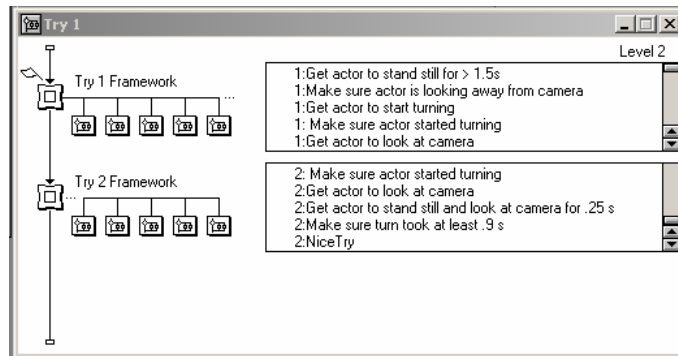 Try 1
Level 2
Try 1 Framework
...
1:Get actor to stand still for > 1.5s
1:Make sure actor is looking away from camera
1:Get actor to start turning
1: Make sure actor started turning
1:Get actor to look at camera
Try 2 Framework
...
2: Make sure actor started turning
2:Get actor to look at camera
2:Get actor to stand still and look at camera for .25 s
2:Make sure turn toook at least .9 s
2:NiceTry